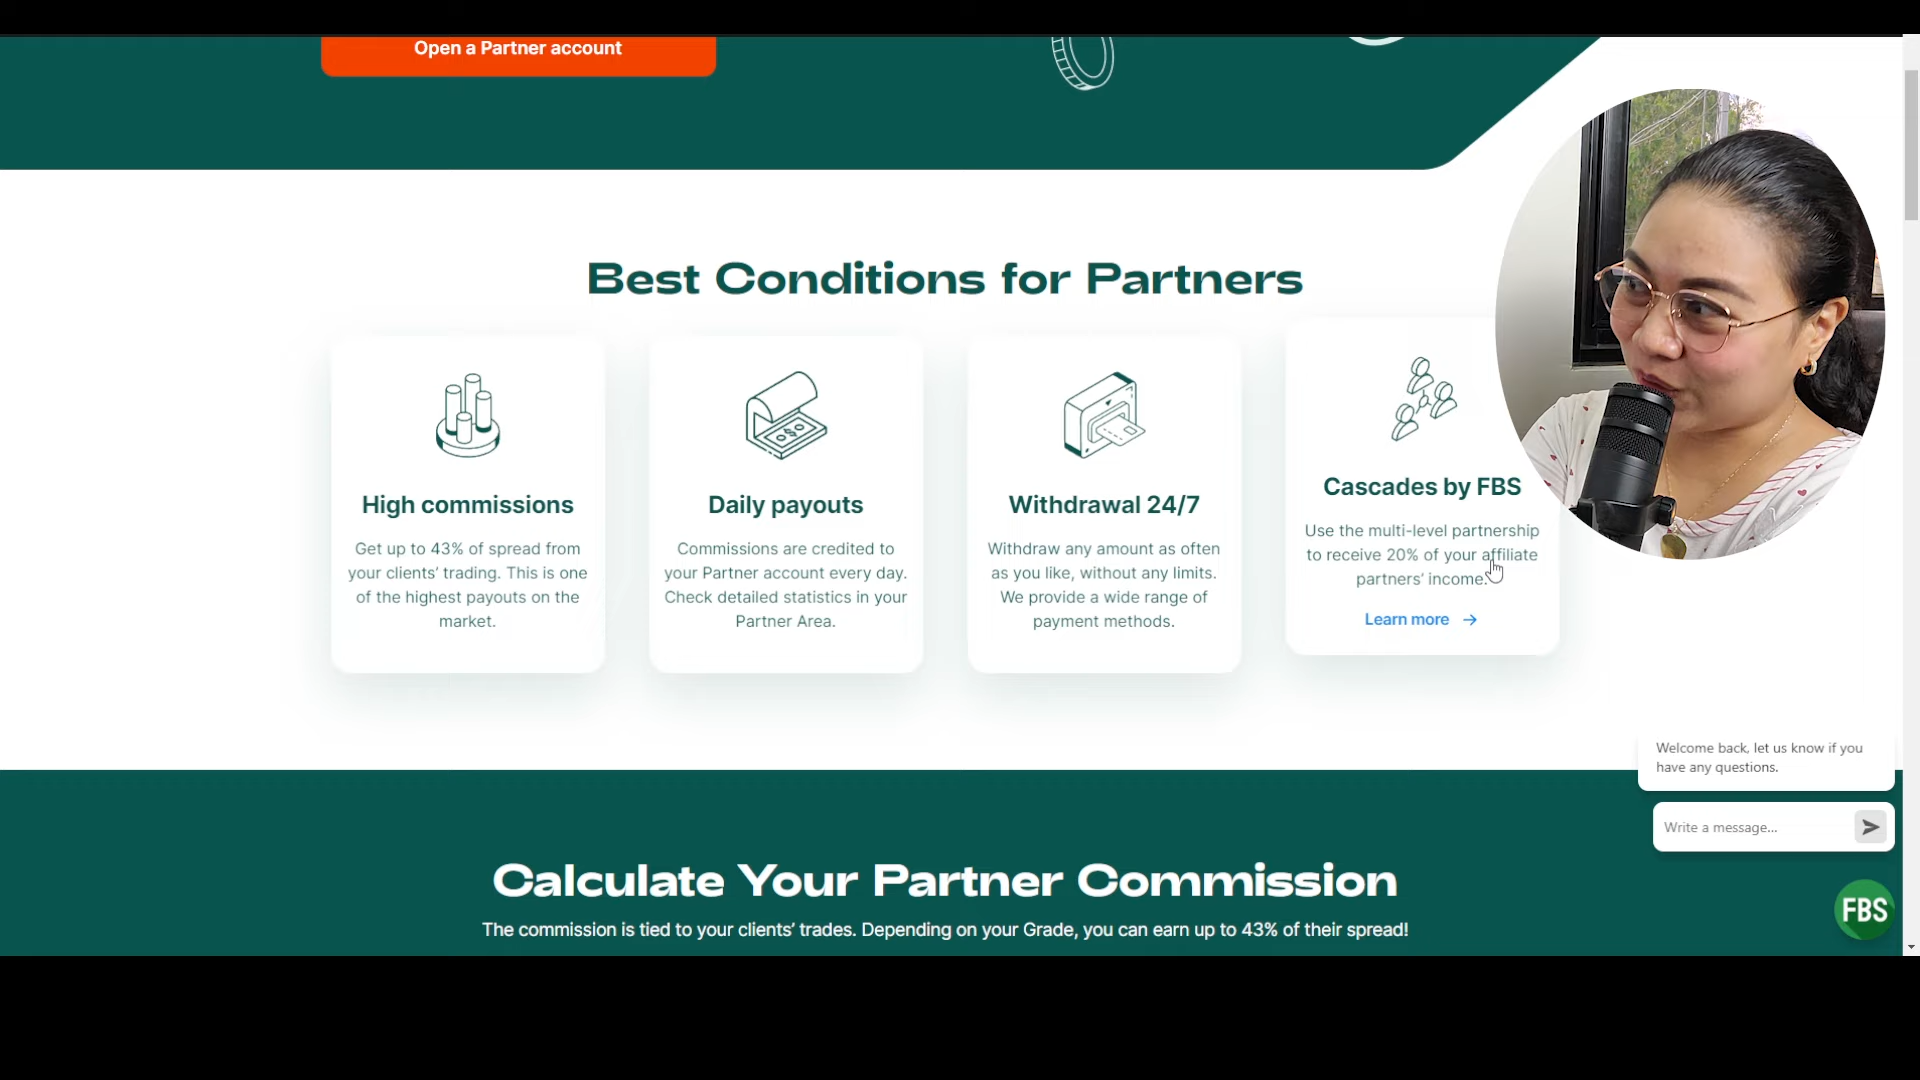 Open a Partner account
Best Conditions for Partners
High commissions
Get up to 43% of spread from
your clients’ trading. This is one
of the highest payouts on the
market.
Daily payouts
Commissions are credited to
your Partner account every day.
Check detailed statistics in your
Partner Area.
Withdrawal 24/7
Withdraw any amount as often
as you like, without any limits.
We provide a wide range of
payment methods.
Cascades by FBS
Use the multi-level partnership
to receive 20% of your affiliate
partners’ income.
Learn more →
Welcome back, let us know if you
have any questions.
Write a message...
Calculate Your Partner Commission
The commission is tied to your clients’ trades. Depending on your Grade, you can earn up to 43% of their spread!
FBS